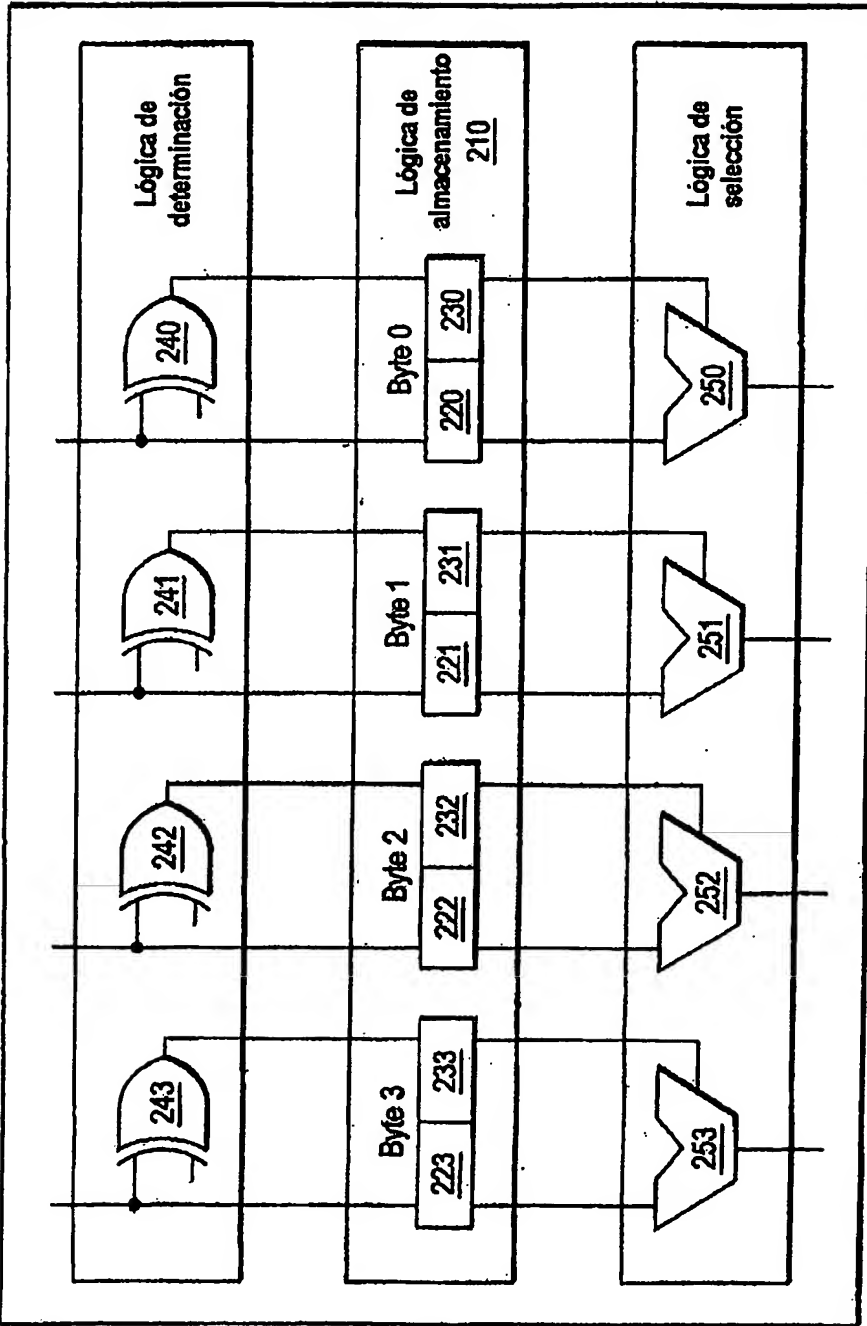 Lógica de
determinación
243
242
241
240
Byte 3
Byte 2
Byte 1
Byte 0
223
233
222
232
221
231
220
230
Lógica de
almacenamiento
210
253
252
251
250
Lógica de
selección